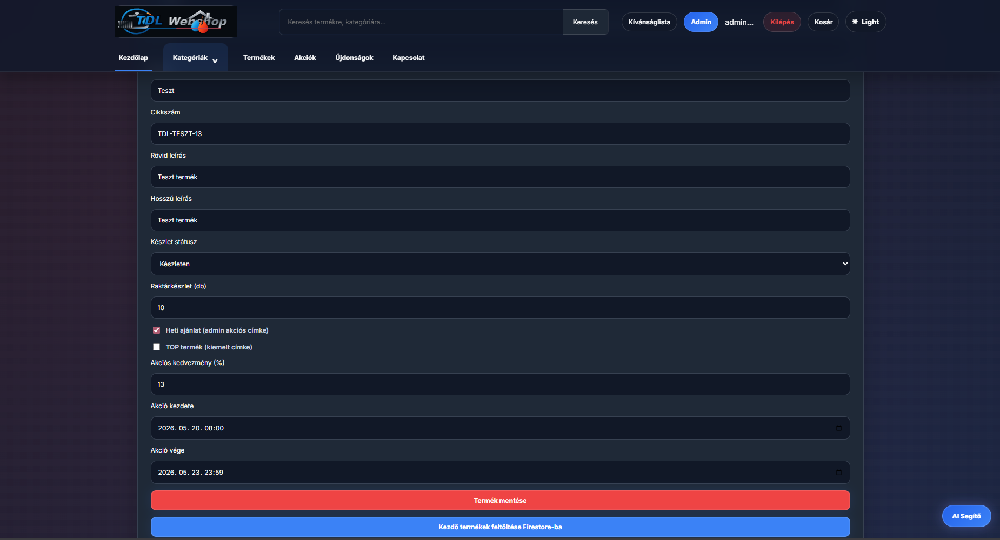 TDL Webshop
Keresés termékre, kategóriára...
Keresés
Kívánságlista
Admin
admin...
Kilépés
Kosár
Light
Kezdőlap
Kategóriák v
Termékek
Akciók
Újdonságok
Kapcsolat
Teszt
Cikkszám
TDL-TESZT-13
Rövid leírás
Teszt termék
Hosszú leírás
Teszt termék
Készlet státusz
Készleten
Raktárkészlet (db)
10
Heti ajánlat (admin akciós címke)
TOP termék (kiemelt címke)
Akciós kedvezmény (%)
13
Akció kezdete
2026. 05. 20. 08:00
Akció vége
2026. 05. 23. 23:59
Termék mentése
Kezdő termékek feltöltése Firestore-ba
AI Segítő